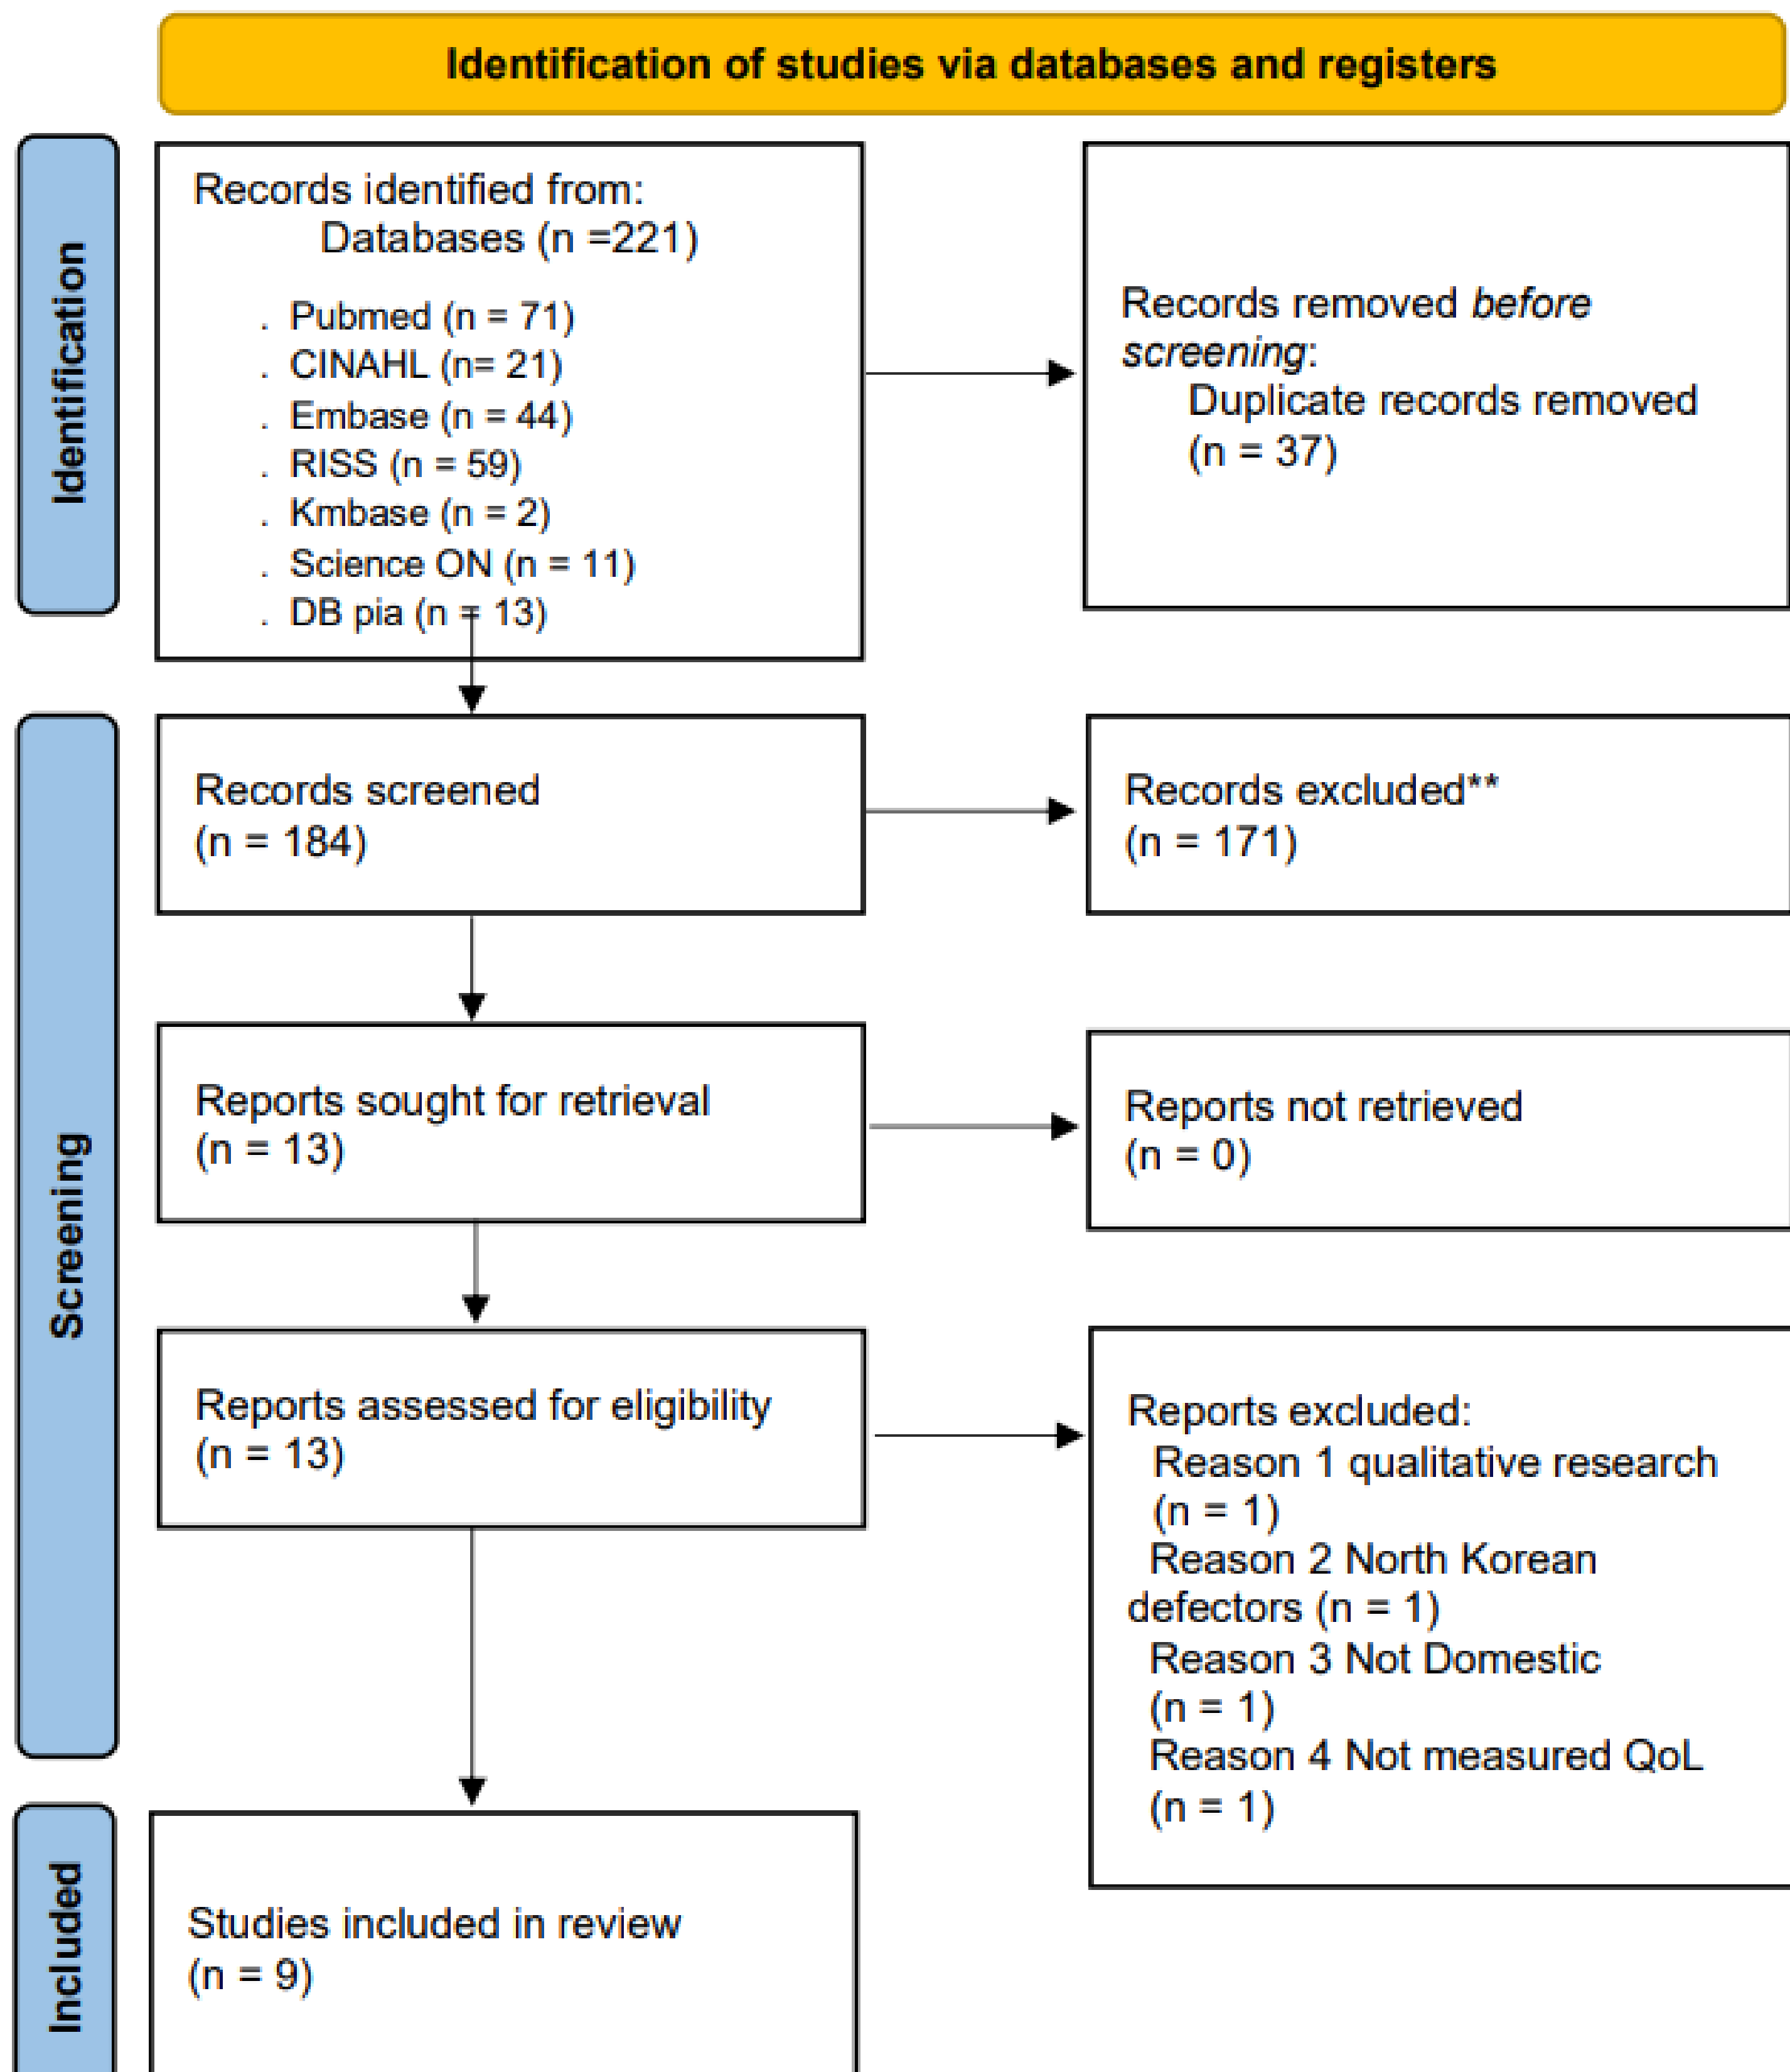 Identification of studies via databases and registers
Identification
Records identified from:
Databases (n =221)
. Pubmed (n = 71)
. CINAHL (n= 21)
. Embase (n = 44)
. RISS (n = 59)
. Kmbase (n = 2)
. Science ON (n = 11)
. DB pia (n = 13)
Records removed before
screening:
Duplicate records removed
(n = 37)
Screening
Records screened
(n = 184)
Records excluded**
(n = 171)
Reports sought for retrieval
(n = 13)
Reports not retrieved
(n = 0)
Reports assessed for eligibility
(n = 13)
Reports excluded:
Reason 1 qualitative research
(n = 1)
Reason 2 North Korean
defectors (n = 1)
Reason 3 Not Domestic
(n = 1)
Reason 4 Not measured QoL
(n = 1)
Included
Studies included in review
(n = 9)